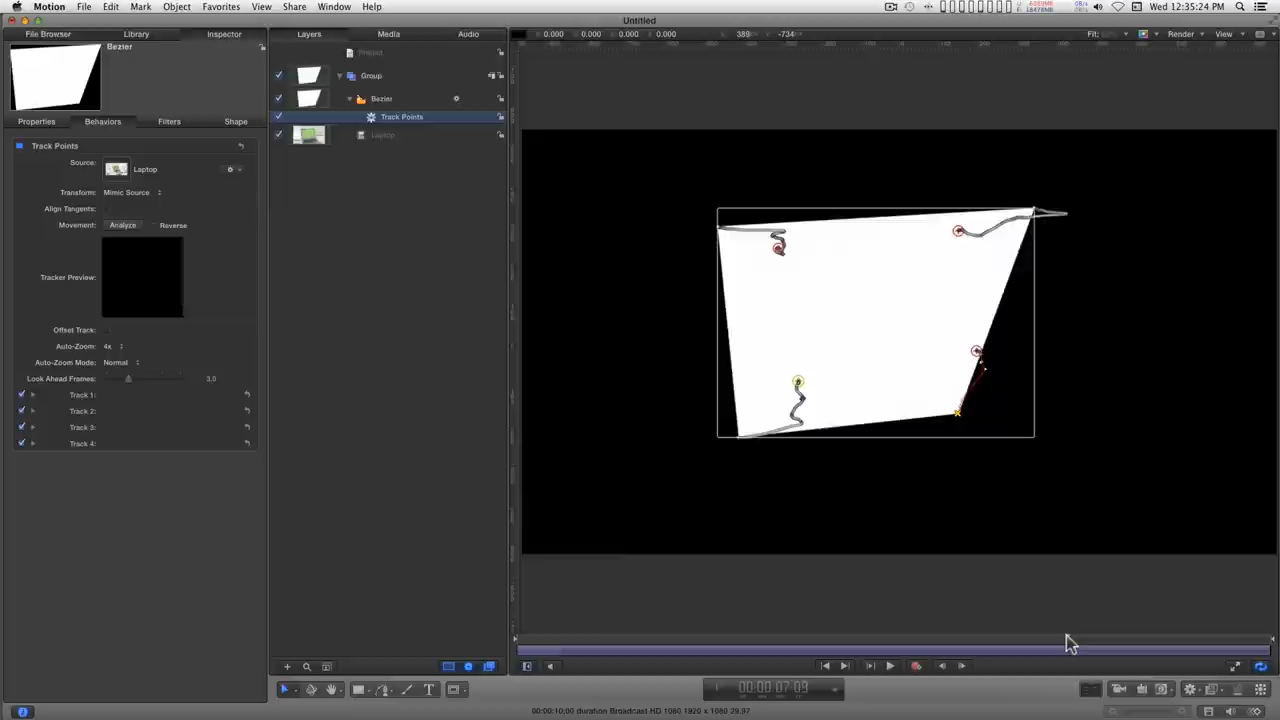 Motion File Edit Mark Object Favorites View Share Window Help Wed 12:35:24 PM
Untitled
File Browser Library Inspector Layers Media Audio 0.000 0.000 0.000 0.000 389 -734 Fit: Render View
Bezier
Project
Group
Bezier
Track Points
Laptop
Properties Behaviors Filters Shape
Track Points
Source: Laptop
Transform: Mimic Source
Align Tangents:
Movement: Analyze Reverse
Tracker Preview:
Offset Track:
Auto-Zoom: 4x
Auto-Zoom Mode: Normal
Look Ahead Frames: 3.0
Track 1:
Track 2:
Track 3:
Track 4:
T 00:00:07:09
00:00:10;00 duration Broadcast HD 1080 1920 x 1080 29.97